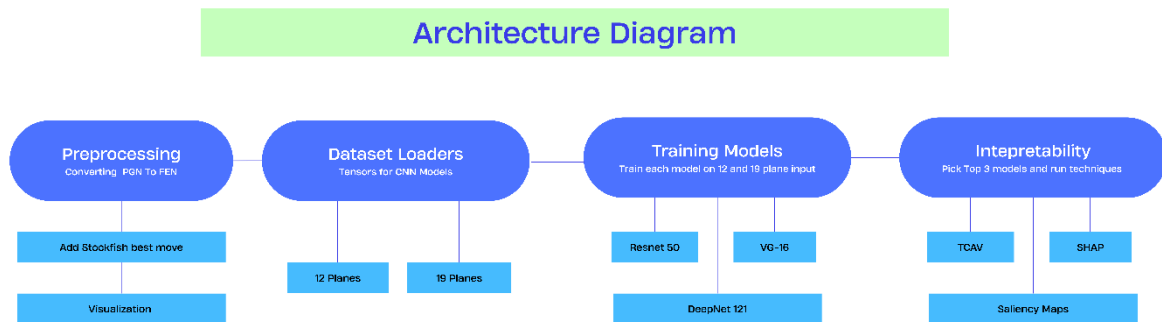 Architecture Diagram
Preprocessing
Converting PGN To FEN
Add Stockfish best move
Visualization
Dataset Loaders
Tensors for CNN Models
12 Planes
19 Planes
Training Models
Train each model on 12 and 19 plane input
Resnet 50
VG-16
DeepNet 121
Intepretability
Pick Top 3 models and run techniques
TCAV
SHAP
Saliency Maps